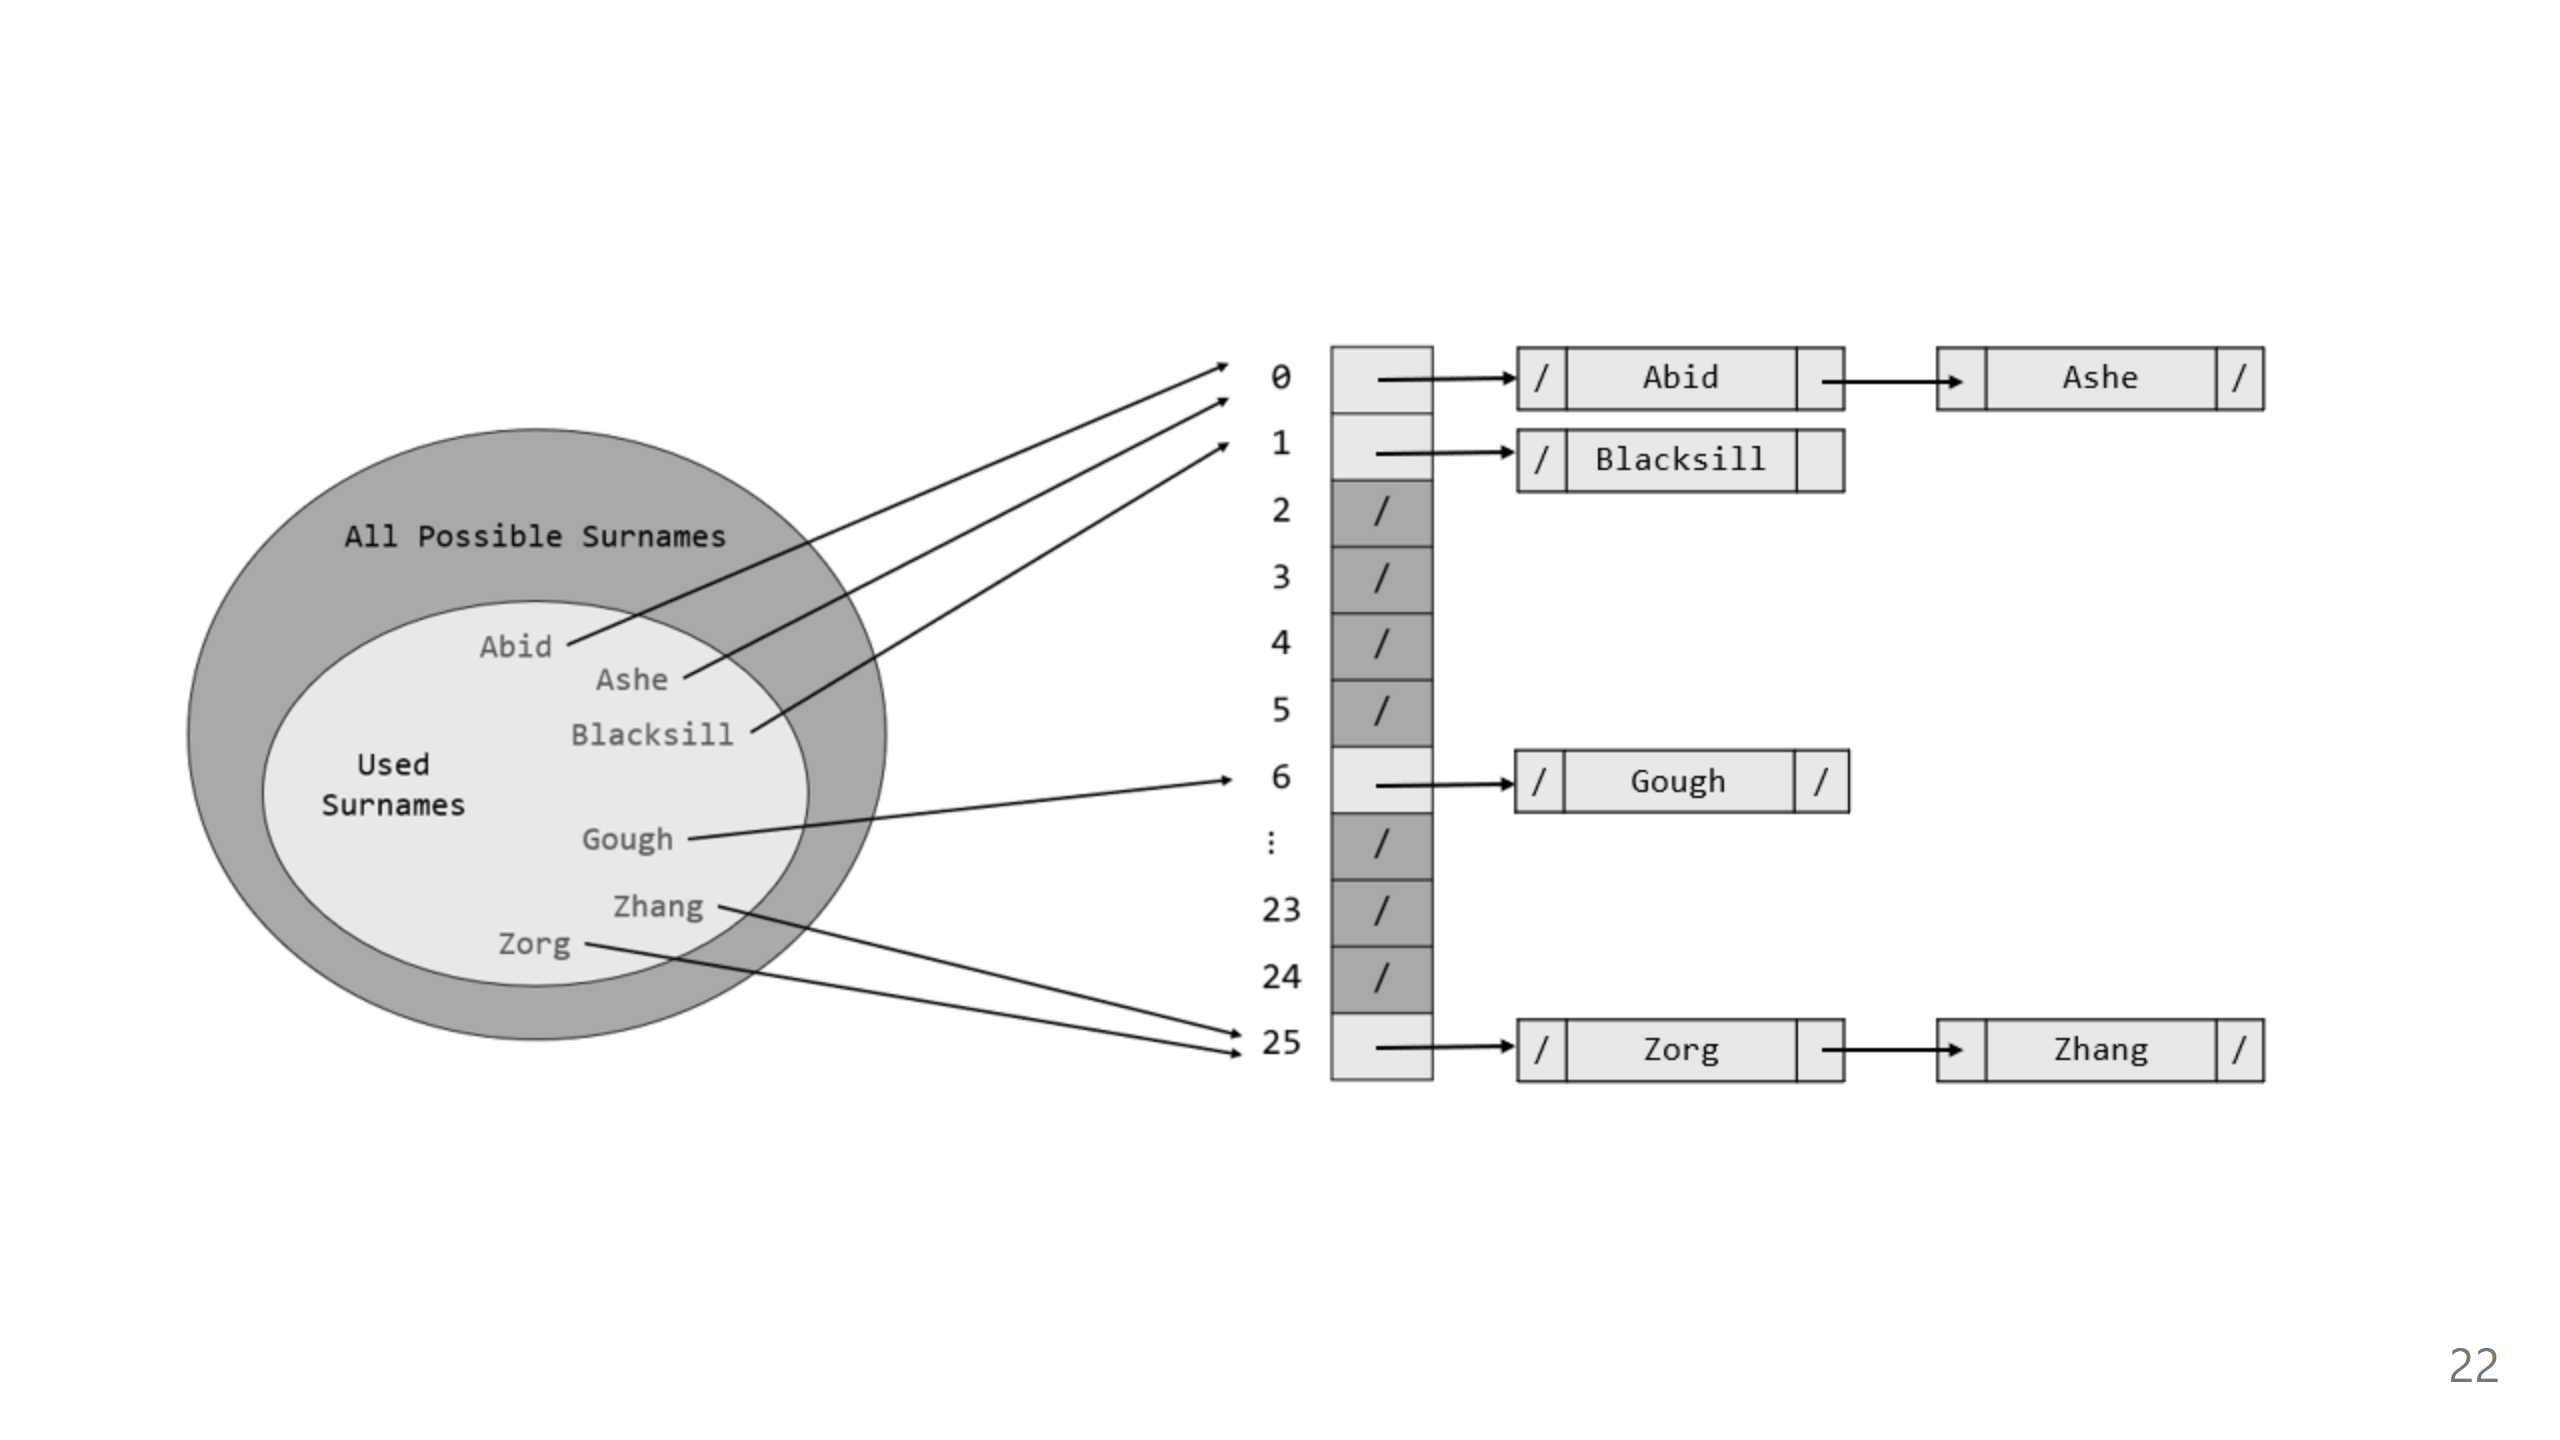 All Possible Surnames
Used
Surnames
Abid
Ashe
Blacksill
Gough
Zhang
Zorg
0 / Abid Ashe /
1 / Blacksill
2 /
3 /
4 /
5 /
6 / Gough /
⋮ /
23 /
24 /
25 / Zorg Zhang /
22